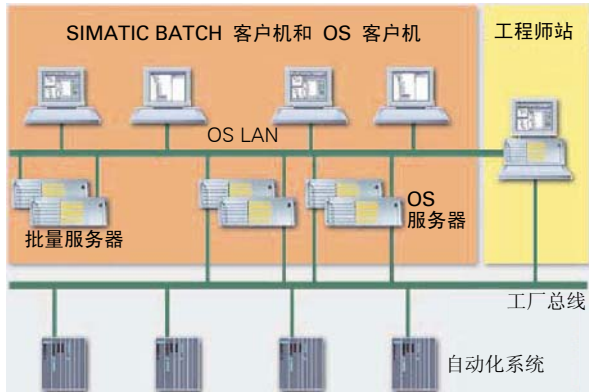 SIMATIC BATCH 客户机和 OS 客户机
工程师站
OS LAN
批量服务器
OS
服务器
工厂总线
自动化系统